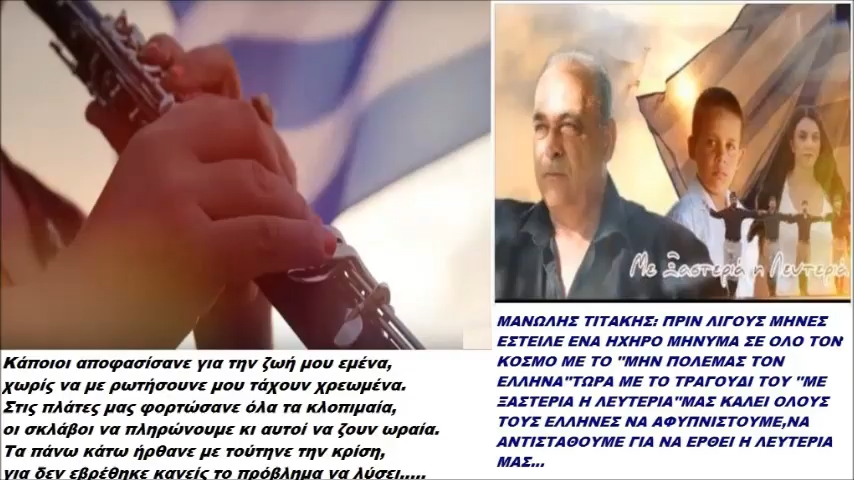 Με Ξαστεριά η Λευτεριά
ΜΑΝΩΛΗΣ ΤΙΤΑΚΗΣ: ΠΡΙΝ ΛΙΓΟΥΣ ΜΗΝΕΣ
ΕΣΤΕΙΛΕ ΕΝΑ ΗΧΗΡΟ ΜΗΝΥΜΑ ΣΕ ΟΛΟ ΤΟΝ
ΚΟΣΜΟ ΜΕ ΤΟ "ΜΗΝ ΠΟΛΕΜΑΣ ΤΟΝ
ΕΛΛΗΝΑ"ΤΩΡΑ ΜΕ ΤΟ ΤΡΑΓΟΥΔΙ ΤΟΥ "ΜΕ
ΞΑΣΤΕΡΙΑ Η ΛΕΥΤΕΡΙΑ"ΜΑΣ ΚΑΛΕΙ ΟΛΟΥΣ
ΤΟΥΣ ΕΛΛΗΝΕΣ ΝΑ ΑΦΥΠΝΙΣΤΟΥΜΕ,ΝΑ
ΑΝΤΙΣΤΑΘΟΥΜΕ ΓΙΑ ΝΑ ΕΡΘΕΙ Η ΛΕΥΤΕΡΙΑ
ΜΑΣ...
Κάποιοι αποφασίσανε για την ζωή μου εμένα,
χωρίς να με ρωτήσουνε μου τάχουν χρεωμένα.
Στις πλάτες μας φορτώσανε όλα τα κλοπιμαία,
οι σκλάβοι να πληρώνουμε κι αυτοί να ζουν ωραία.
Τα πάνω κάτω ήρθανε με τούτηνε την κρίση,
για δεν εβρέθηκε κανείς το πρόβλημα να λύσει.....